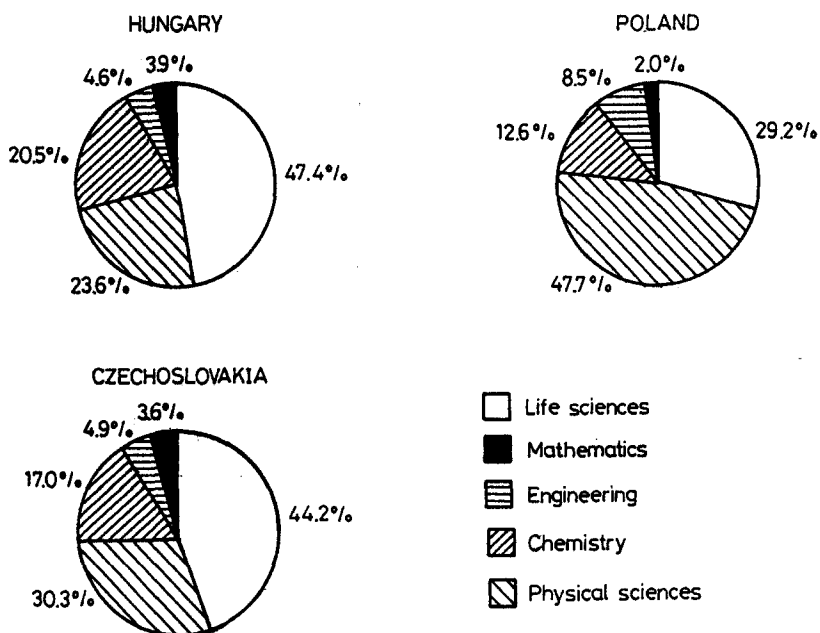 HUNGARY
3.9%
4.6%
20.5%
47.4%
23.6%
POLAND
2.0%
8.5%
12.6%
29.2%
47.7%
CZECHOSLOVAKIA
3.6%
4.9%
17.0%
44.2%
30.3%
Life sciences
Mathematics
Engineering
Chemistry
Physical sciences